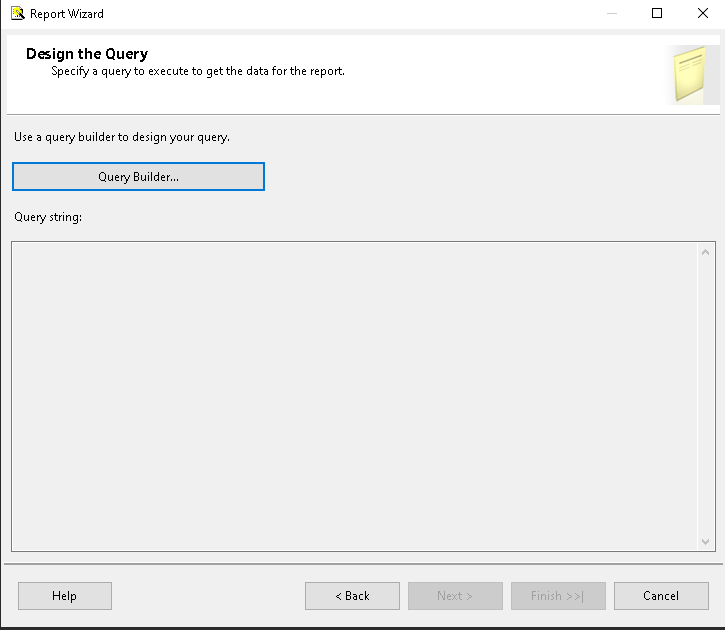 Report Wizard
Design the Query
Specify a query to execute to get the data for the report.
Use a query builder to design your query.
Query Builder...
Query string:
Help
< Back
Next >
Finish >>|
Cancel